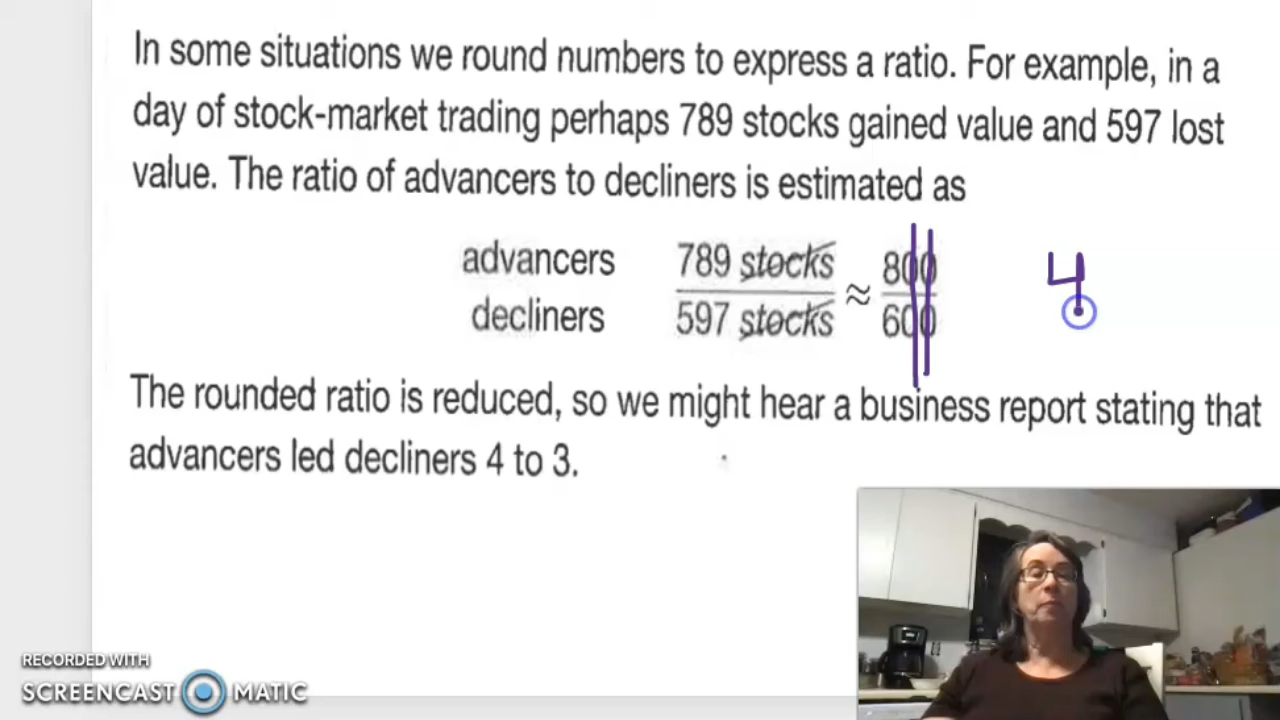 In some situations we round numbers to express a ratio. For example, in a
day of stock-market trading perhaps 789 stocks gained value and 597 lost
value. The ratio of advancers to decliners is estimated as
advancers 789 stocks ≈ 800 4
decliners 597 stocks 600
The rounded ratio is reduced, so we might hear a business report stating that
advancers led decliners 4 to 3.
RECORDED WITH
SCREENCAST MATIC